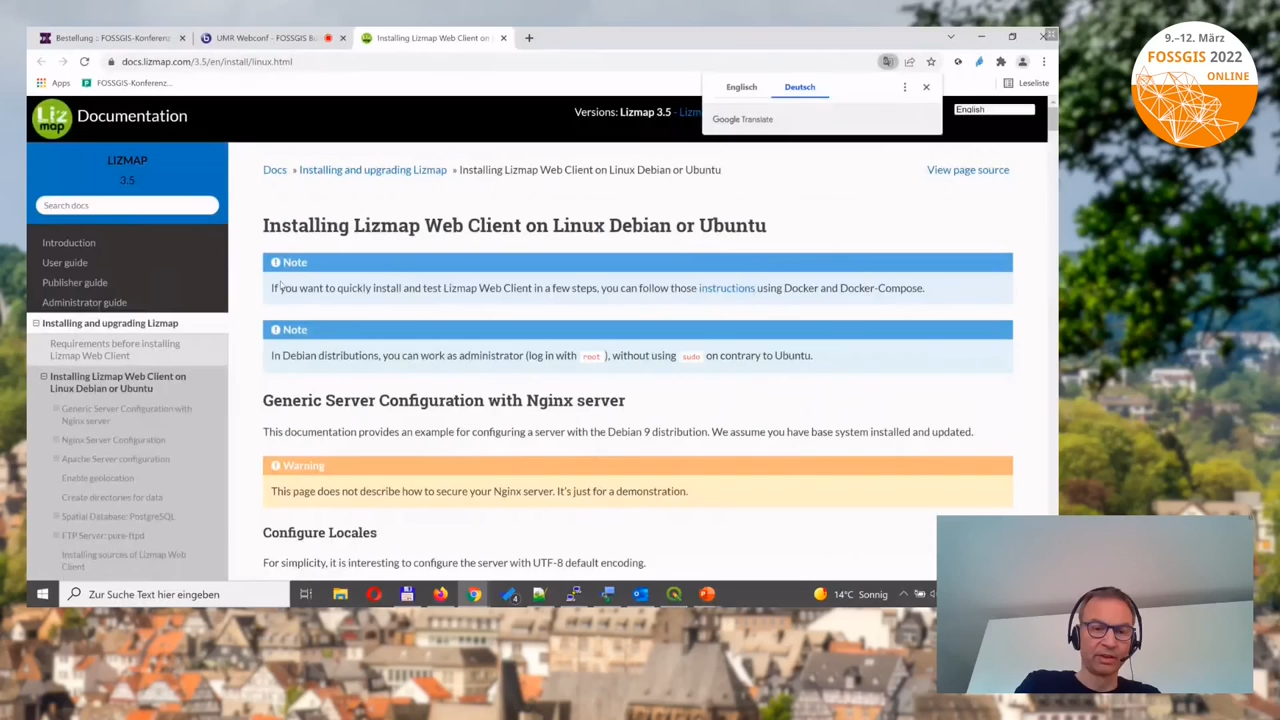 9.–12. März
FOSSGIS 2022
ONLINE
Bestellung :: FOSSGIS-Konferenz
UMR Webconf - FOSSGIS
Installing Lizmap Web Client on
docs.lizmap.com/3.5/en/install/linux.html
Apps
FOSSGIS-Konferenz...
Leseliste
Englisch
Deutsch
Google Translate
Lizmap
Documentation
Versions: Lizmap 3.5 - Lizm
English
LIZMAP
3.5
Search docs
Introduction
User guide
Publisher guide
Administrator guide
Installing and upgrading Lizmap
Requirements before installing
Lizmap Web Client
Installing Lizmap Web Client on
Linux Debian or Ubuntu
Generic Server Configuration with
Nginx server
Nginx Server Configuration
Apache Server configuration
Enable geolocation
Create directories for data
Spatial Database: PostgreSQL
FTP Server: pure-ftpd
Installing sources of Lizmap Web
Client
Docs » Installing and upgrading Lizmap » Installing Lizmap Web Client on Linux Debian or Ubuntu
View page source
Installing Lizmap Web Client on Linux Debian or Ubuntu
Note
If you want to quickly install and test Lizmap Web Client in a few steps, you can follow those instructions using Docker and Docker-Compose.
Note
In Debian distributions, you can work as administrator (log in with root ), without using sudo on contrary to Ubuntu.
Generic Server Configuration with Nginx server
This documentation provides an example for configuring a server with the Debian 9 distribution. We assume you have base system installed and updated.
Warning
This page does not describe how to secure your Nginx server. It's just for a demonstration.
Configure Locales
For simplicity, it is interesting to configure the server with UTF-8 default encoding.
Zur Suche Text hier eingeben
14°C Sonnig